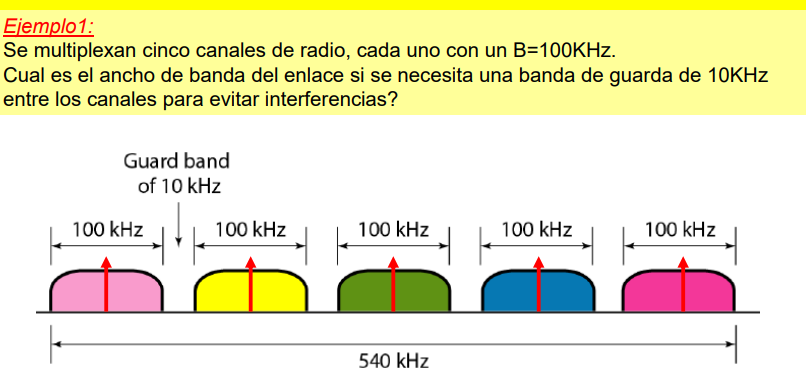 Ejemplo1:
Se multiplexan cinco canales de radio, cada uno con un B=100KHz.
Cual es el ancho de banda del enlace si se necesita una banda de guarda de 10KHz
entre los canales para evitar interferencias?
Guard band
of 10 kHz
100 kHz
100 kHz
100 kHz
100 kHz
100 kHz
540 kHz